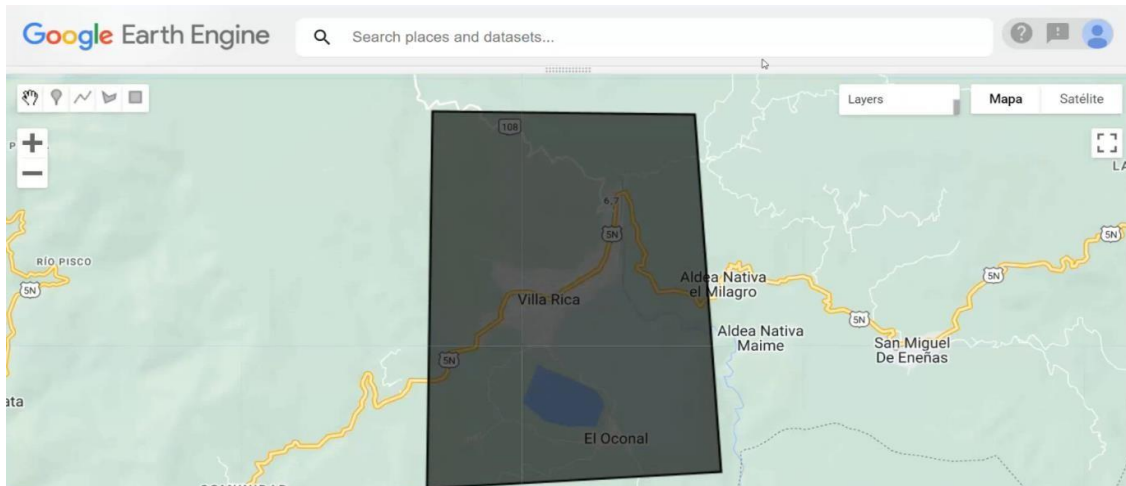 Google Earth Engine
Search places and datasets...
Layers
Mapa
Satélite
108
6,7
5N
5N
RÍO PISCO
5N
Aldea Nativa
el Milagro
5N
Villa Rica
5N
Aldea Nativa
Maime
San Miguel
De Eneñas
5N
El Oconal